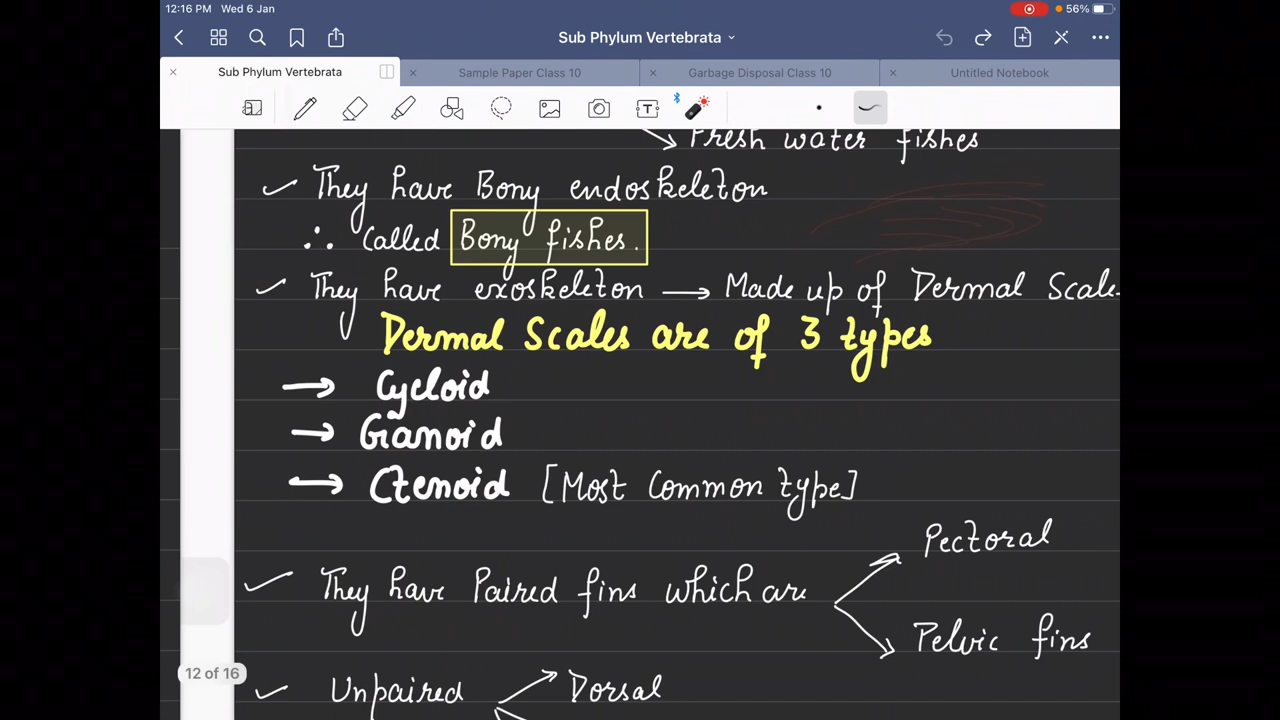 12:16 PM Wed 6 Jan
56%
Sub Phylum Vertebrata
Sub Phylum Vertebrata
Sample Paper Class 10
Garbage Disposal Class 10
Untitled Notebook
Fresh water fishes
They have Bony endoskeleton
∴ Called Bony fishes.
They have exoskeleton → Made up of Dermal Scale
Dermal Scales are of 3 types
→ Cycloid
→ Ganoid
→ Ctenoid [Most Common type]
Pectoral
They have Paired fins which are
Pelvic fins
12 of 16
Unpaired → Dorsal